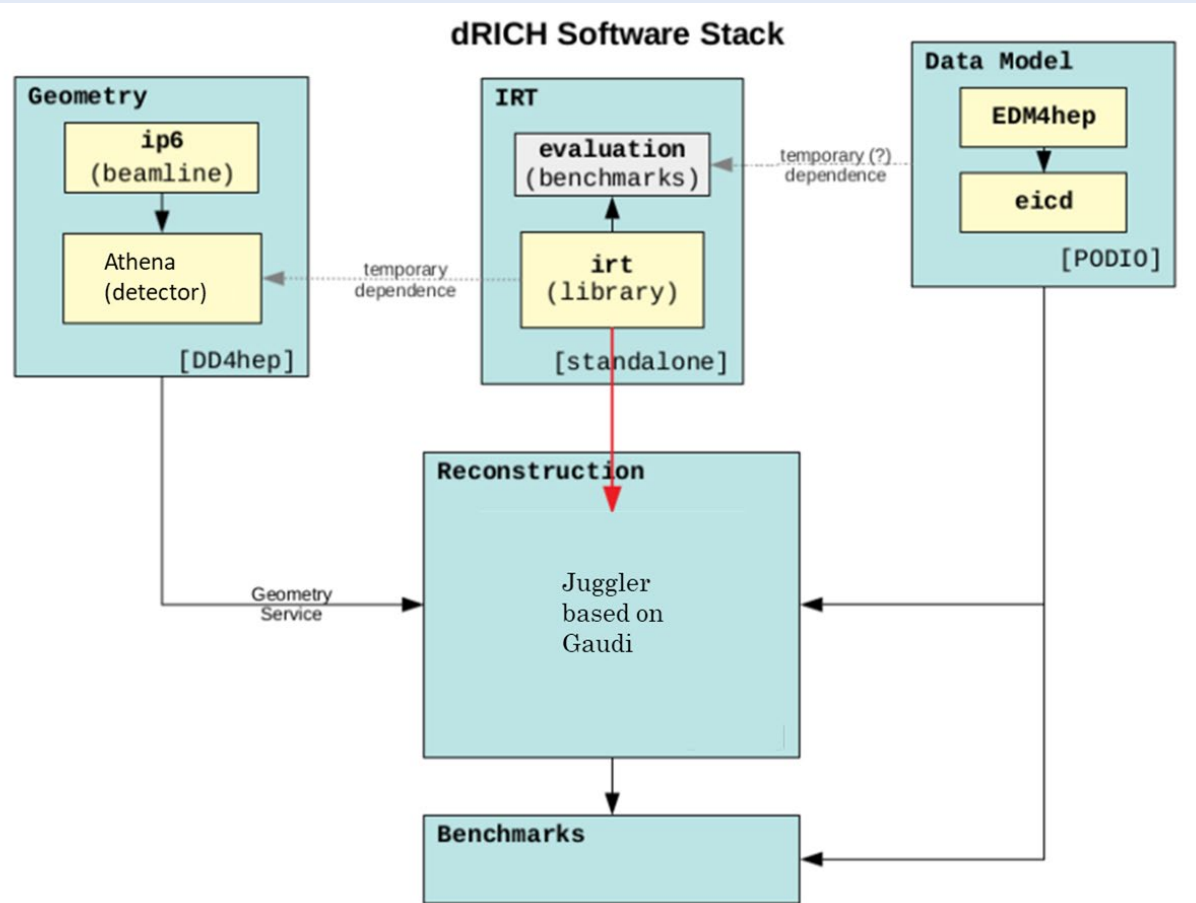 dRICH Software Stack
Geometry
ip6
(beamline)
Athena
(detector)
[DD4hep]
temporary
dependence
IRT
evaluation
(benchmarks)
irt
(library)
[standalone]
temporary (?)
dependence
Data Model
EDM4hep
eicd
[PODIO]
Geometry
Service
Reconstruction
Juggler
based on
Gaudi
Benchmarks